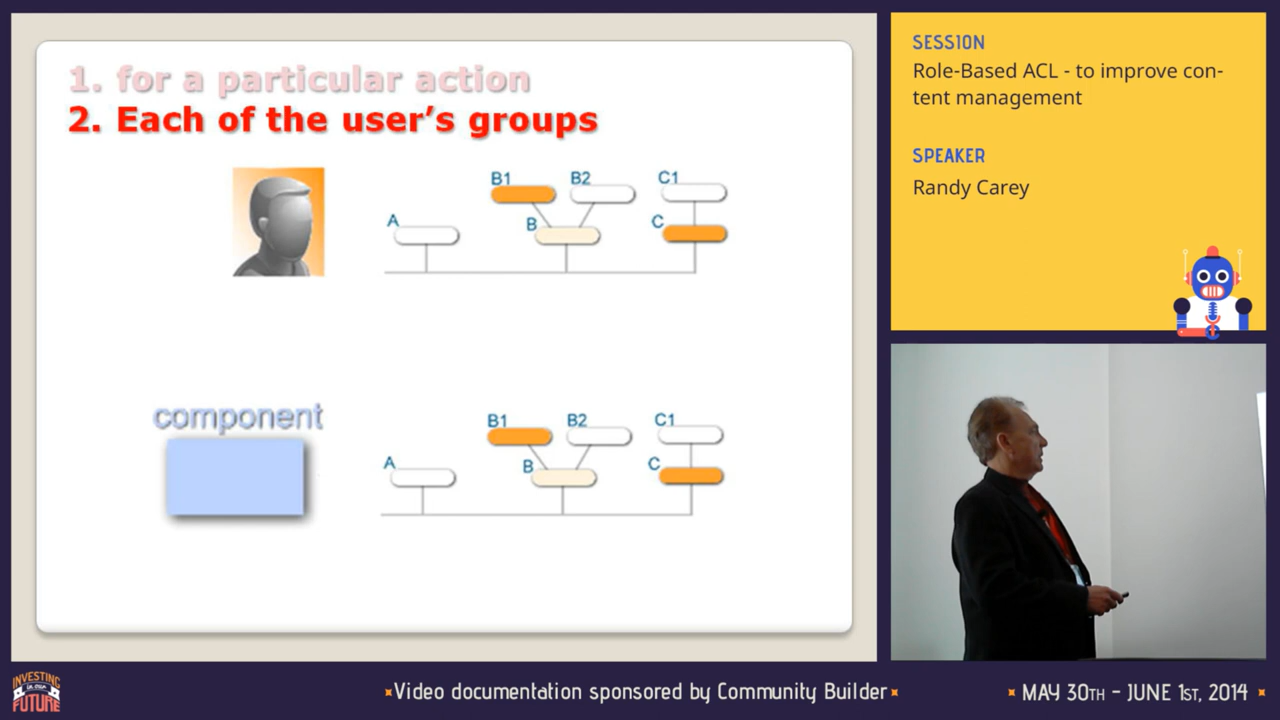 1. for a particular action
2. Each of the user's groups
B1
B2
C1
A
B
C
component
B1
B2
C1
A
B
C
SESSION
Role-Based ACL - to improve con-
tent management
SPEAKER
Randy Carey
INVESTING
in our
FUTURE
Video documentation sponsored by Community Builder
MAY 30TH - JUNE 1ST, 2014